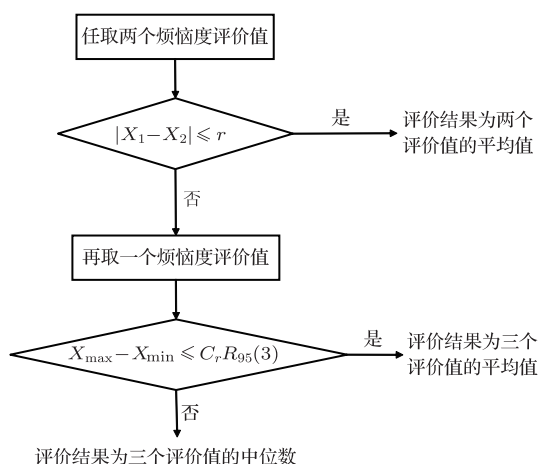 任取两个烦恼度评价值
|X₁−X₂|⩽ r
是
评价结果为两个
评价值的平均值
否
再取一个烦恼度评价值
Xmax−Xmin ⩽CrR95(3)
是
评价结果为三个
评价值的平均值
否
评价结果为三个评价值的中位数